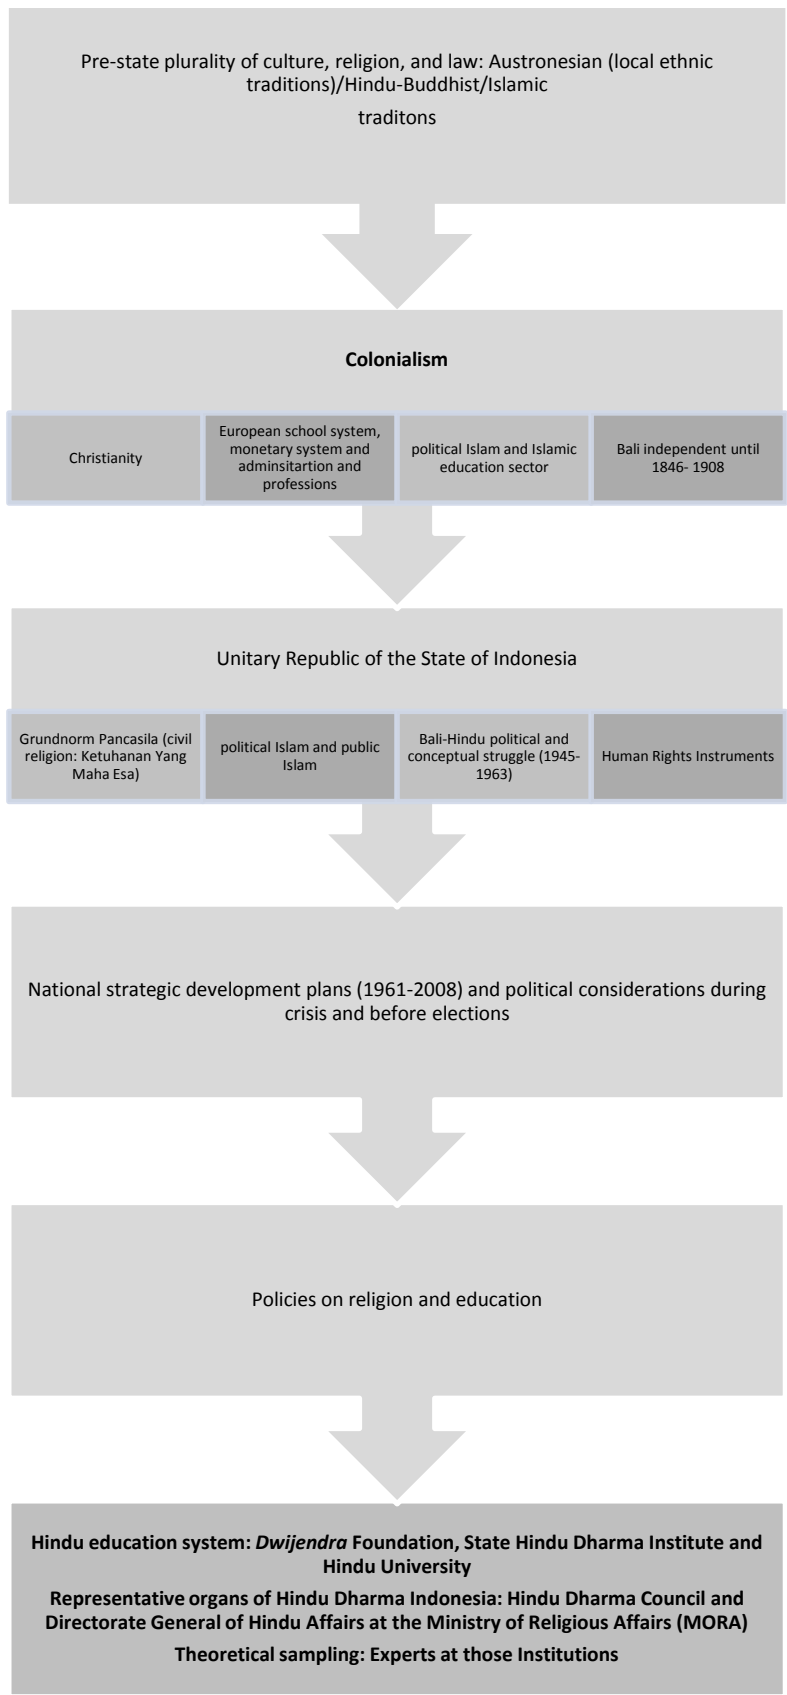 Pre-state plurality of culture, religion, and law: Austronesian (local ethnic
traditions)/Hindu-Buddhist/Islamic
traditons
Colonialism
Christianity
European school system,
monetary system and
adminsitartion and
professions
political Islam and Islamic
education sector
Bali independent until
1846- 1908
Unitary Republic of the State of Indonesia
Grundnorm Pancasila (civil
religion: Ketuhanan Yang
Maha Esa)
political Islam and public
Islam
Bali-Hindu political and
conceptual struggle (1945-
1963)
Human Rights Instruments
National strategic development plans (1961-2008) and political considerations during
crisis and before elections
Policies on religion and education
Hindu education system: Dwijendra Foundation, State Hindu Dharma Institute and
Hindu University
Representative organs of Hindu Dharma Indonesia: Hindu Dharma Council and
Directorate General of Hindu Affairs at the Ministry of Religious Affairs (MORA)
Theoretical sampling: Experts at those Institutions